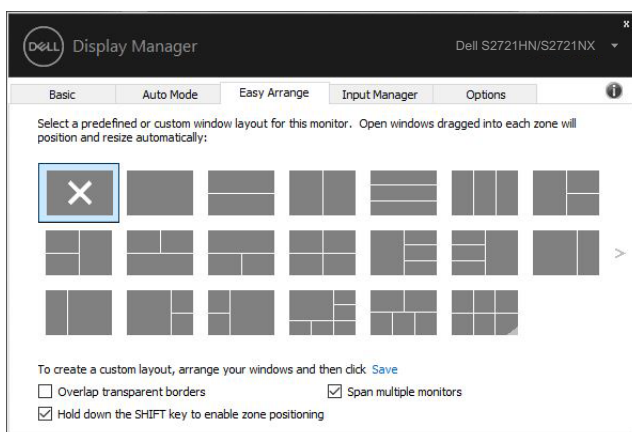 DELL Display Manager
Dell S2721HN/S2721NX
Basic Auto Mode Easy Arrange Input Manager Options
Select a predefined or custom window layout for this monitor. Open windows dragged into each zone will
position and resize automatically:
To create a custom layout, arrange your windows and then click Save
Overlap transparent borders
Span multiple monitors
Hold down the SHIFT key to enable zone positioning